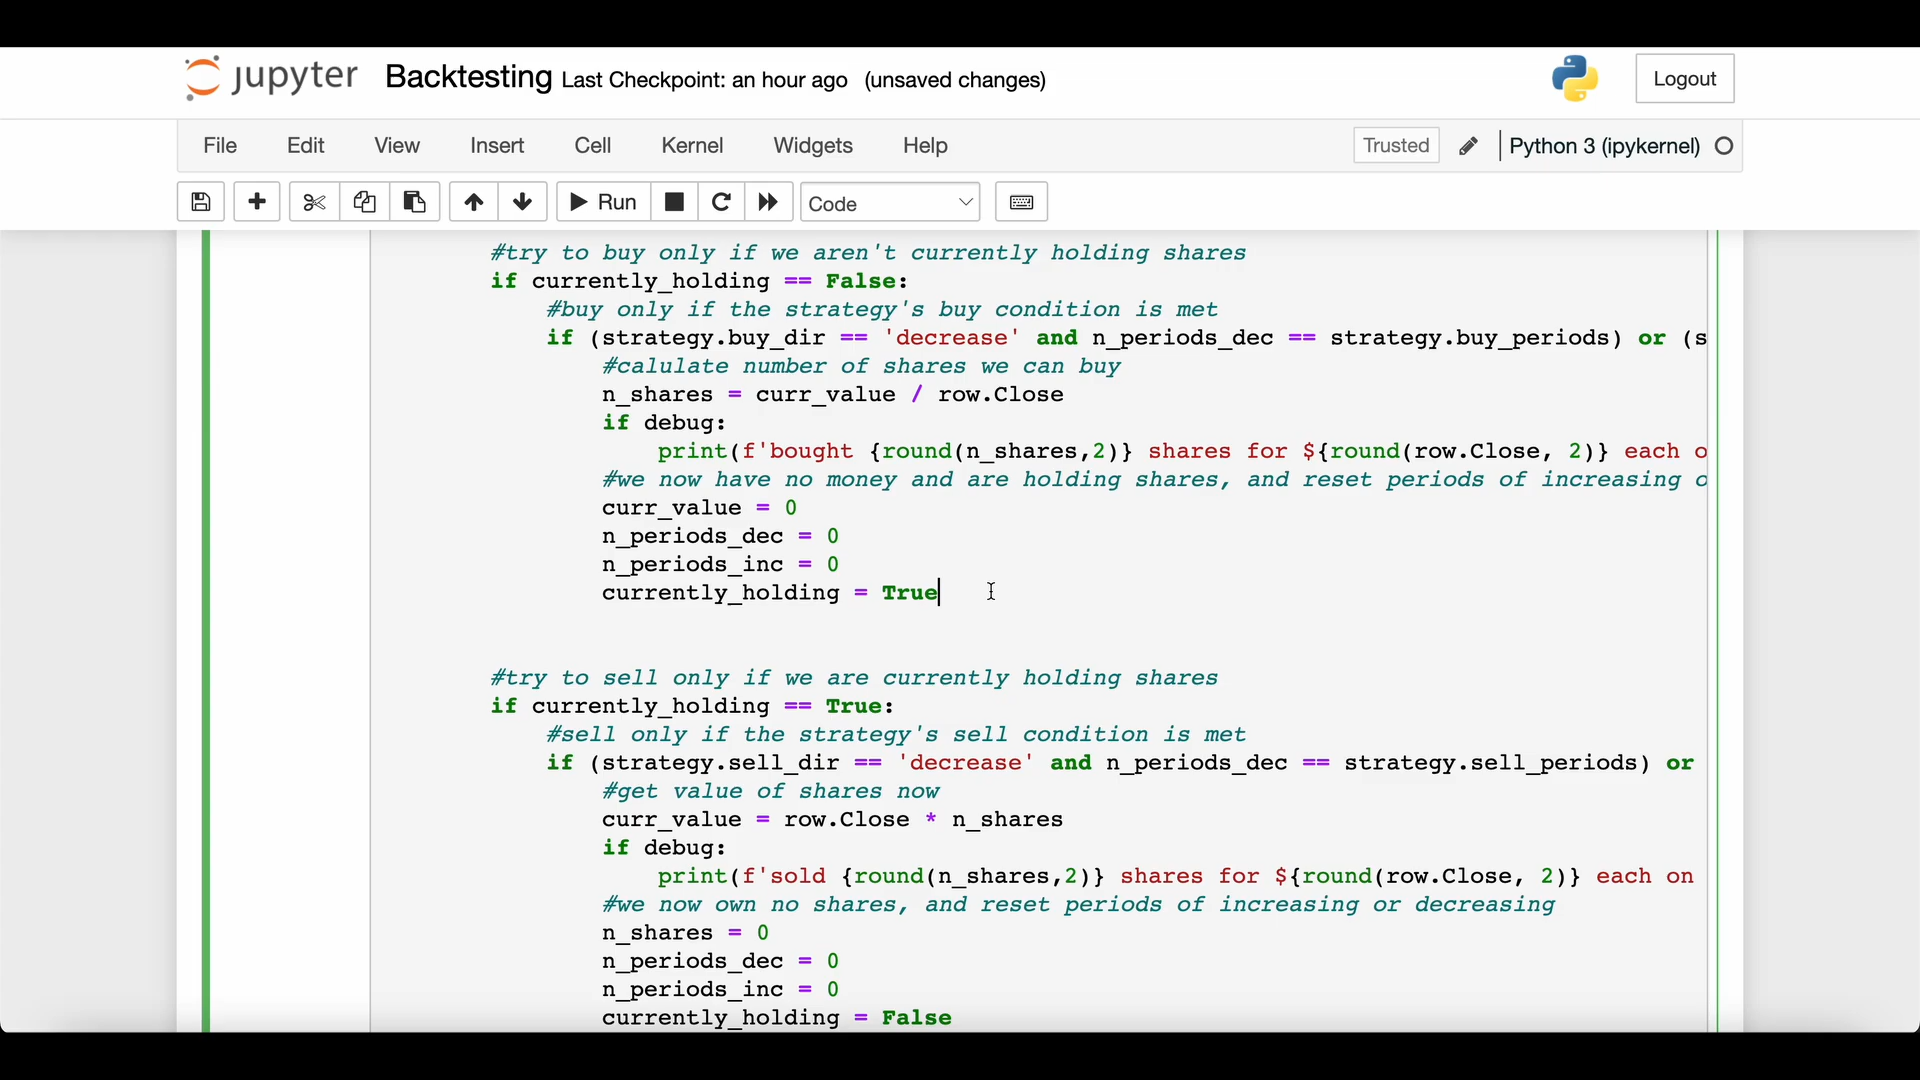 jupyter Backtesting Last Checkpoint: an hour ago (unsaved changes) Logout
File Edit View Insert Cell Kernel Widgets Help Trusted Python 3 (ipykernel)
Run Code
#try to buy only if we aren't currently holding shares
if currently_holding == False:
#buy only if the strategy's buy condition is met
if (strategy.buy_dir == 'decrease' and n_periods_dec == strategy.buy_periods) or (s
#calulate number of shares we can buy
n_shares = curr_value / row.Close
if debug:
print(f'bought {round(n_shares,2)} shares for ${round(row.Close, 2)} each o
#we now have no money and are holding shares, and reset periods of increasing o
curr_value = 0
n_periods_dec = 0
n_periods_inc = 0
currently_holding = True
#try to sell only if we are currently holding shares
if currently_holding == True:
#sell only if the strategy's sell condition is met
if (strategy.sell_dir == 'decrease' and n_periods_dec == strategy.sell_periods) or
#get value of shares now
curr_value = row.Close * n_shares
if debug:
print(f'sold {round(n_shares,2)} shares for ${round(row.Close, 2)} each on
#we now own no shares, and reset periods of increasing or decreasing
n_shares = 0
n_periods_dec = 0
n_periods_inc = 0
currently_holding = False